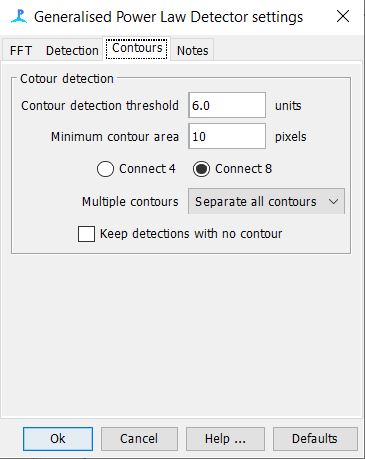 Generalised Power Law Detector settings
FFT Detection Contours Notes
Cotour detection
Contour detection threshold 6.0 units
Minimum contour area 10 pixels
Connect 4 Connect 8
Multiple contours Separate all contours
Keep detections with no contour
Ok Cancel Help ... Defaults